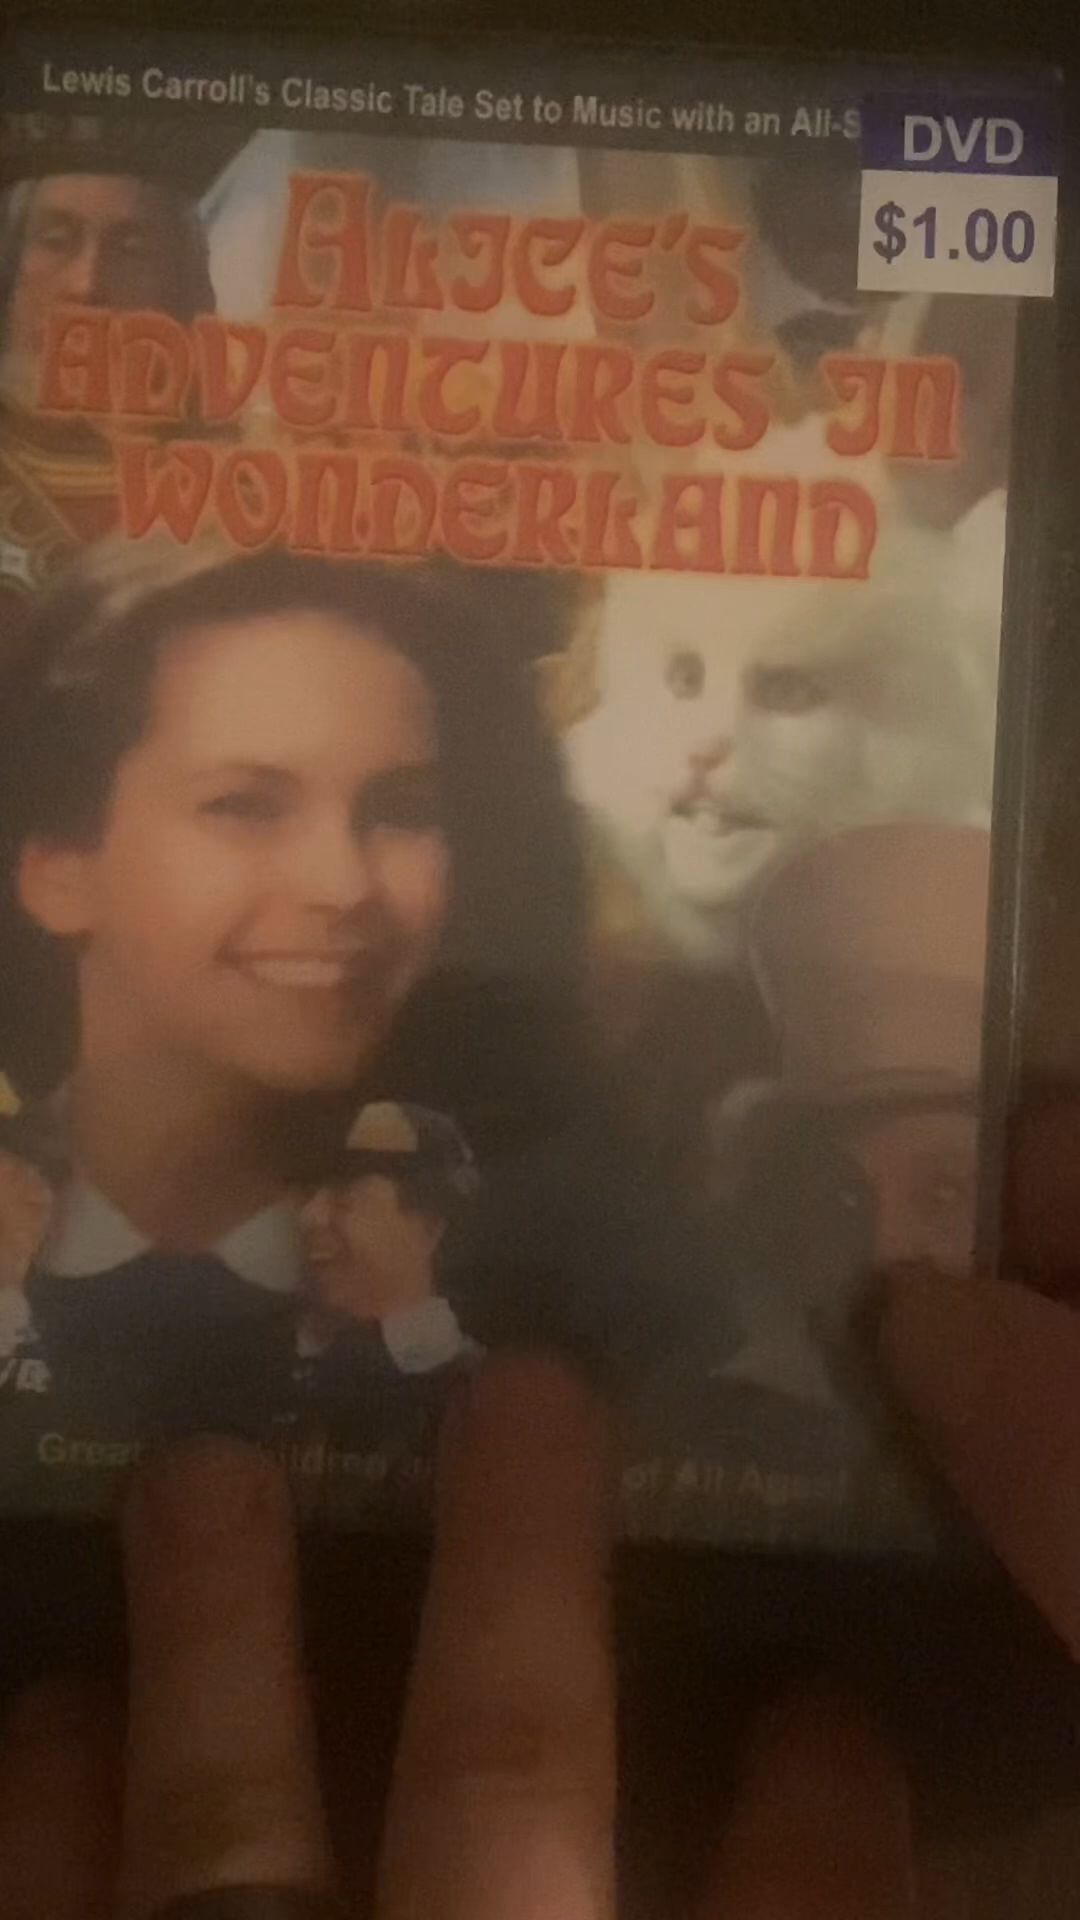 Lewis Carroll's Classic Tale Set to Music with an All-S
DVD
$1.00
ALICE'S
ADVENTURES IN
WONDERLAND
Great
of All Ages!